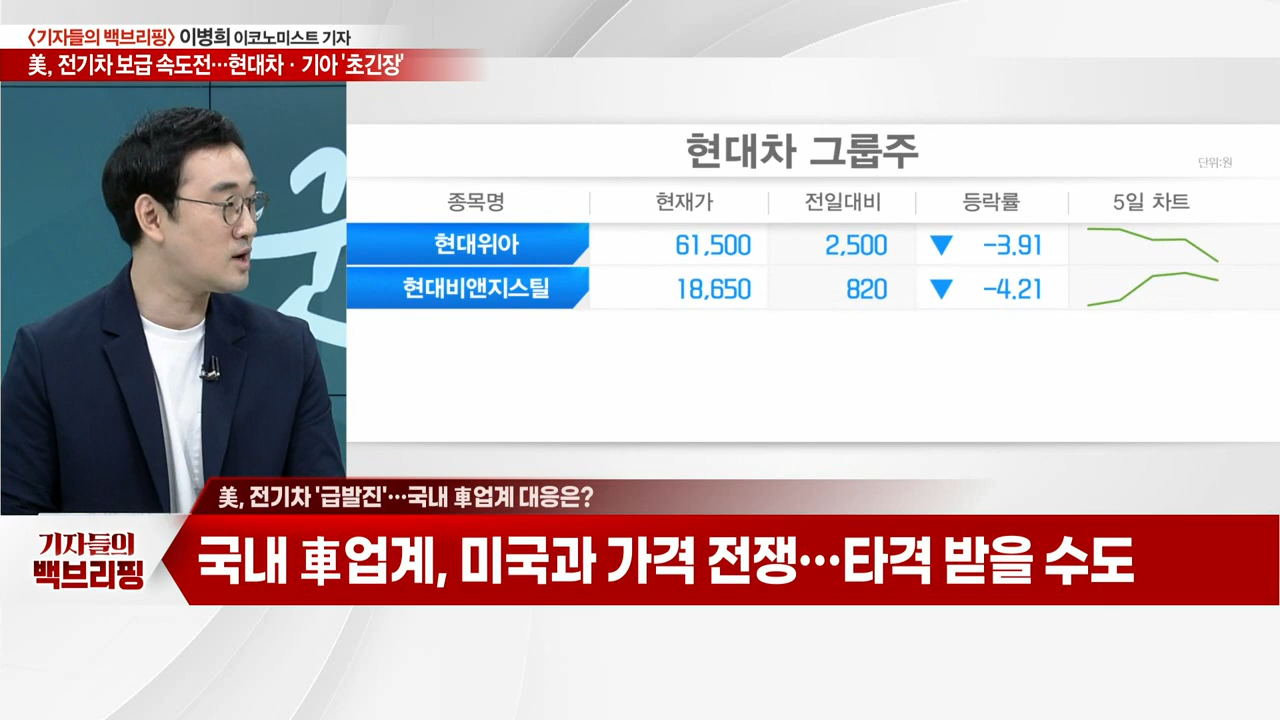 <기자들의 백브리핑> 이병희 이코노미스트 기자
美, 전기차 보급 속도전…현대차·기아 '초긴장'
현대차 그룹주
단위:원
종목명 현재가 전일대비 등락률 5일 차트
현대위아 61,500 2,500 ▼ -3.91
현대비앤지스틸 18,650 820 ▼ -4.21
美, 전기차 '급발진'…국내 車업계 대응은?
기자들의
백브리핑
국내 車업계, 미국과 가격 전쟁…타격 받을 수도